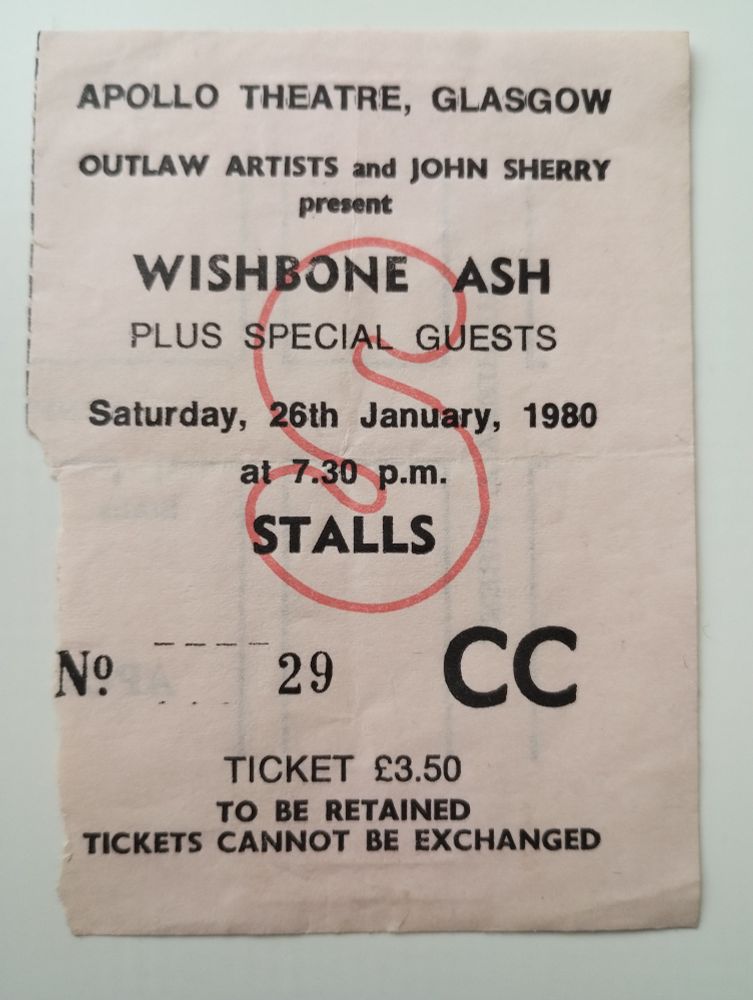 APOLLO THEATRE, GLASGOW
OUTLAW ARTISTS and JOHN SHERRY
present
WISHBONE ASH
PLUS SPECIAL GUESTS
Saturday, 26th January, 1980
at 7.30 p.m.
STALLS
S
Nº 29 CC
TICKET £3.50
TO BE RETAINED
TICKETS CANNOT BE EXCHANGED